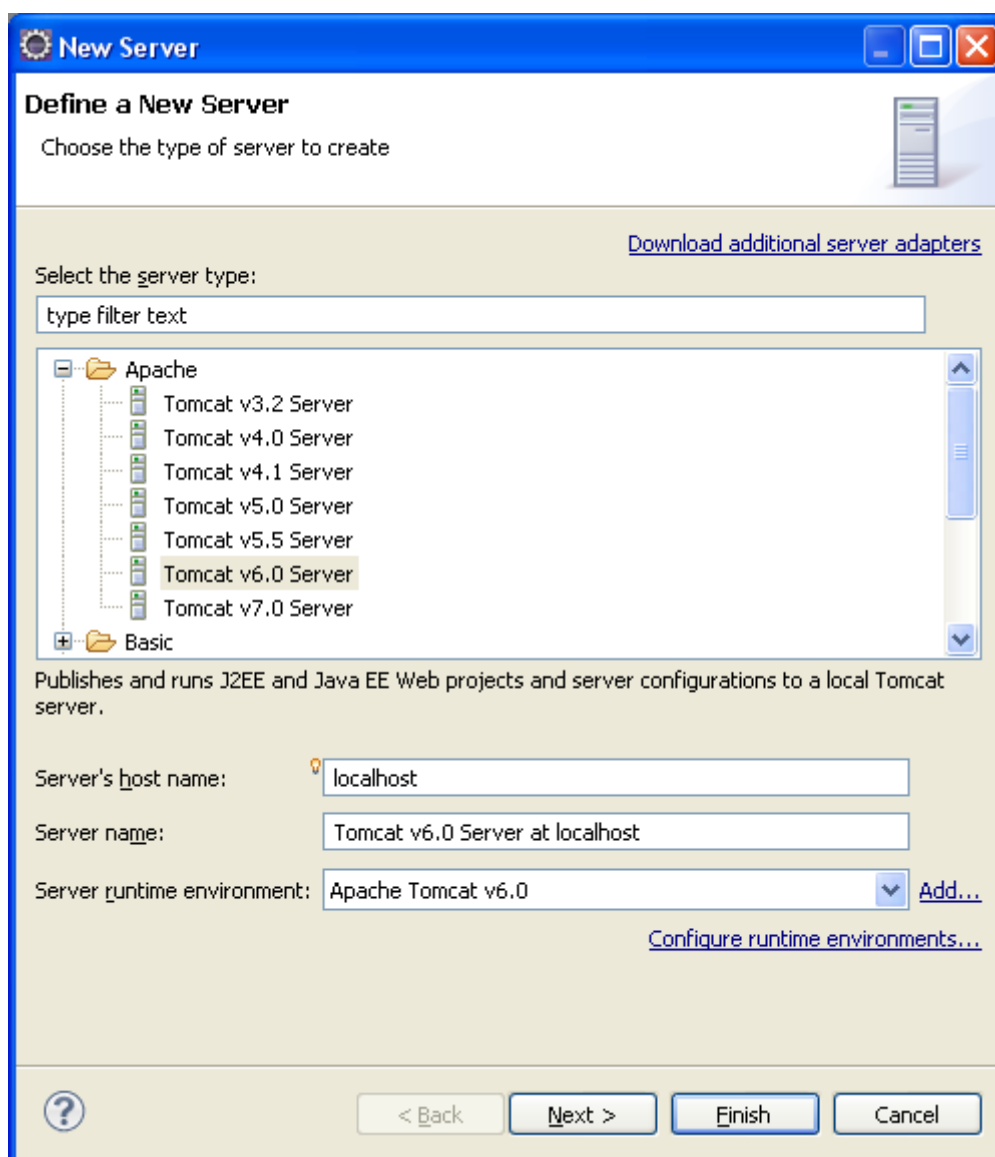 New Server
Define a New Server
Choose the type of server to create
Download additional server adapters
Select the server type:
type filter text
Apache
Tomcat v3.2 Server
Tomcat v4.0 Server
Tomcat v4.1 Server
Tomcat v5.0 Server
Tomcat v5.5 Server
Tomcat v6.0 Server
Tomcat v7.0 Server
Basic
Publishes and runs J2EE and Java EE Web projects and server configurations to a local Tomcat
server.
Server's host name: localhost
Server name: Tomcat v6.0 Server at localhost
Server runtime environment: Apache Tomcat v6.0 Add...
Configure runtime environments...
? < Back Next > Finish Cancel